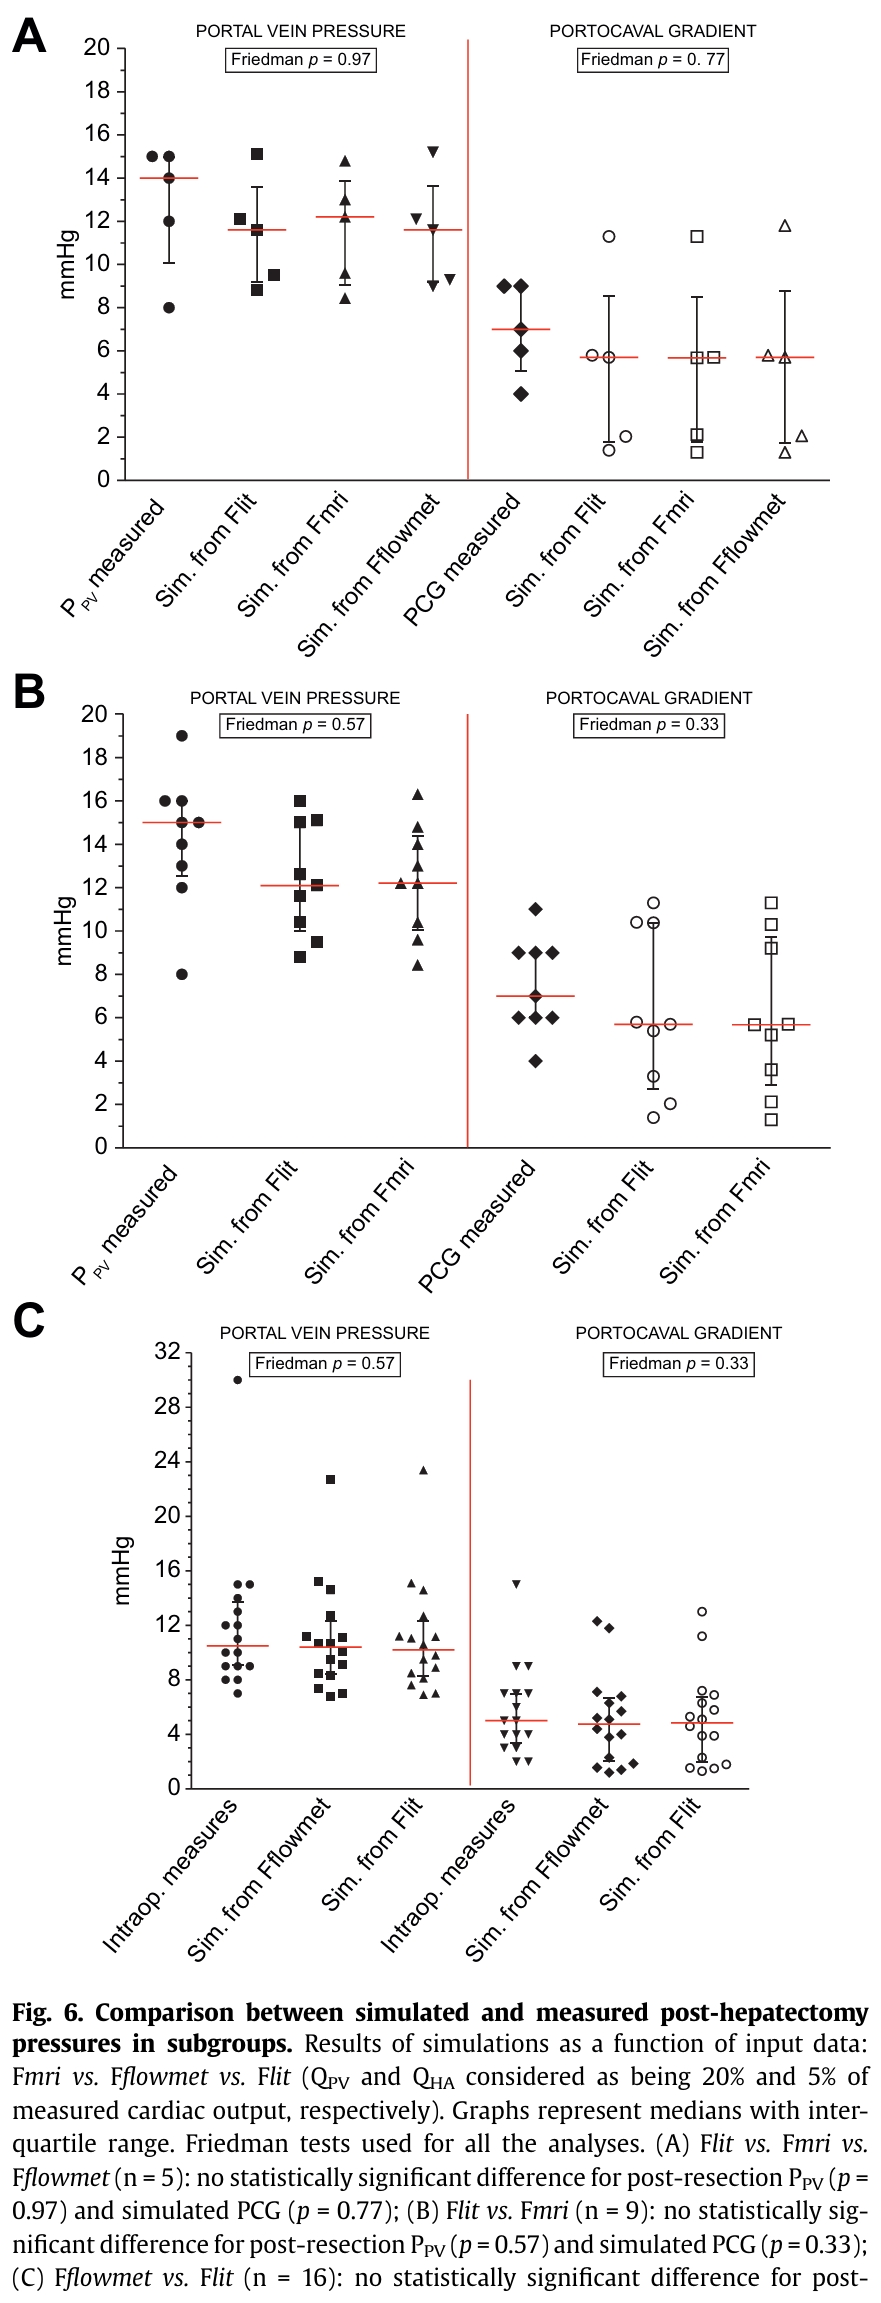 A
PORTAL VEIN PRESSURE
PORTOCAVAL GRADIENT
Friedman p = 0.97
Friedman p = 0. 77
20
18
16
14
12
10
8
6
4
2
0
mmHg
PPV measured
Sim. from Flit
Sim. from Fmri
Sim. from Fflowmet
PCG measured
Sim. from Flit
Sim. from Fmri
Sim. from Fflowmet
B
PORTAL VEIN PRESSURE
PORTOCAVAL GRADIENT
Friedman p = 0.57
Friedman p = 0.33
20
18
16
14
12
10
8
6
4
2
0
mmHg
PPV measured
Sim. from Flit
Sim. from Fmri
PCG measured
Sim. from Flit
Sim. from Fmri
C
PORTAL VEIN PRESSURE
PORTOCAVAL GRADIENT
Friedman p = 0.57
Friedman p = 0.33
32
28
24
20
16
12
8
4
0
mmHg
Intraop. measures
Sim. from Fflowmet
Sim. from Flit
Intraop. measures
Sim. from Fflowmet
Sim. from Flit
Fig. 6. Comparison between simulated and measured post-hepatectomy
pressures in subgroups. Results of simulations as a function of input data:
Fmri vs. Fflowmet vs. Flit (QPV and QHA considered as being 20% and 5% of
measured cardiac output, respectively). Graphs represent medians with inter-
quartile range. Friedman tests used for all the analyses. (A) Flit vs. Fmri vs.
Fflowmet (n = 5): no statistically significant difference for post-resection PPV (p =
0.97) and simulated PCG (p = 0.77); (B) Flit vs. Fmri (n = 9): no statistically sig-
nificant difference for post-resection PPV (p = 0.57) and simulated PCG (p = 0.33);
(C) Fflowmet vs. Flit (n = 16): no statistically significant difference for post-